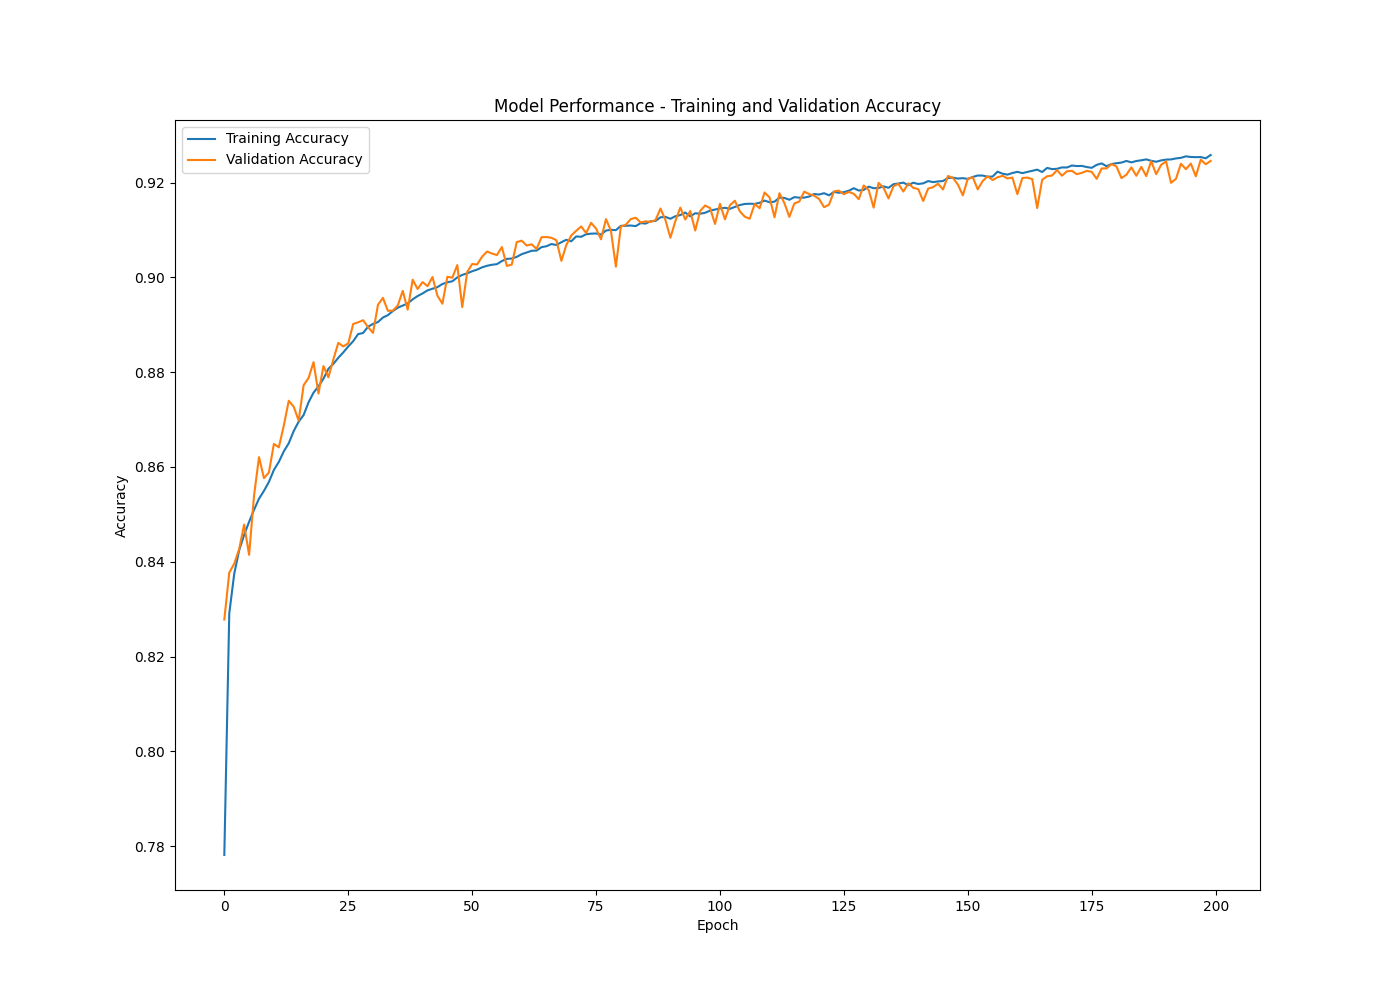 Model Performance - Training and Validation Accuracy
Training Accuracy
Validation Accuracy
0.92
0.90
0.88
0.86
0.84
0.82
0.80
0.78
Accuracy
0 25 50 75 100 125 150 175 200
Epoch